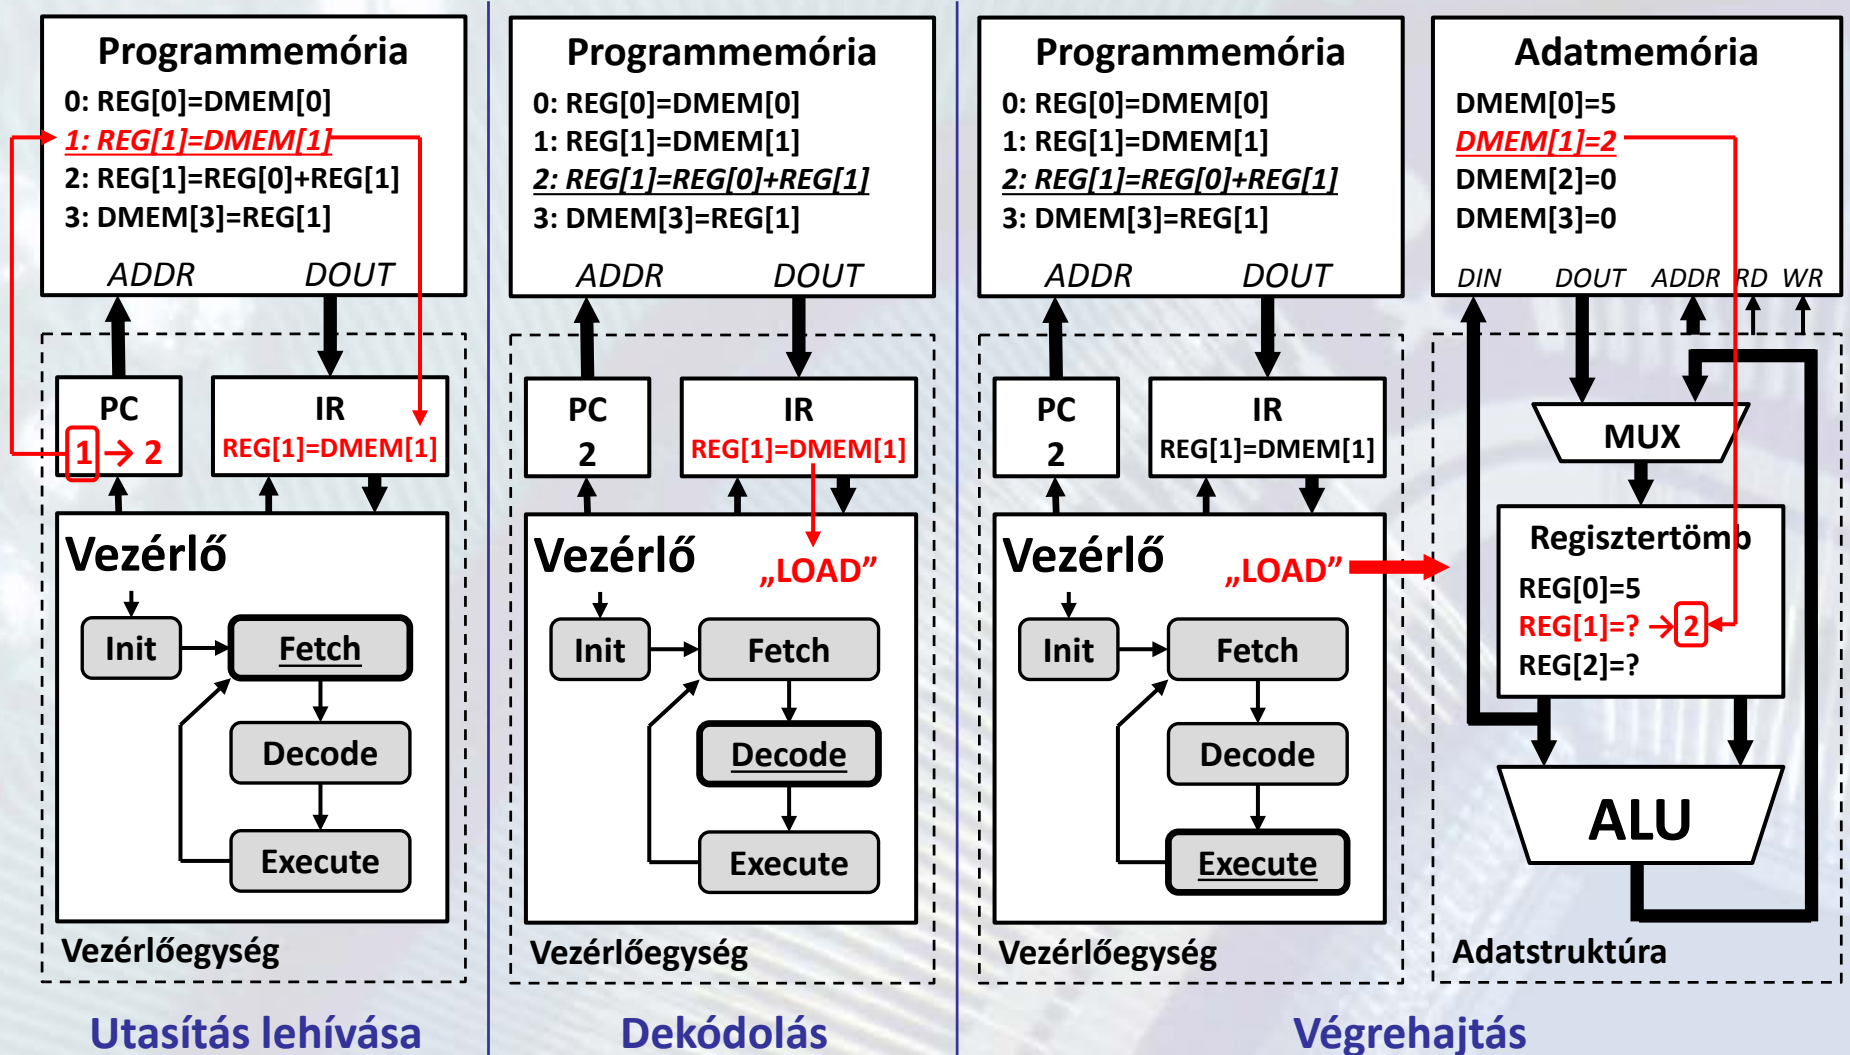 Programmemória
0: REG[0]=DMEM[0]
1: REG[1]=DMEM[1]
2: REG[1]=REG[0]+REG[1]
3: DMEM[3]=REG[1]
ADDR DOUT
PC
1 → 2
IR
REG[1]=DMEM[1]
Vezérlő
Init
Fetch
Decode
Execute
Vezérlőegység
Utasítás lehívása
Programmemória
0: REG[0]=DMEM[0]
1: REG[1]=DMEM[1]
2: REG[1]=REG[0]+REG[1]
3: DMEM[3]=REG[1]
ADDR DOUT
PC
2
IR
REG[1]=DMEM[1]
Vezérlő
„LOAD”
Init
Fetch
Decode
Execute
Vezérlőegység
Dekódolás
Programmemória
0: REG[0]=DMEM[0]
1: REG[1]=DMEM[1]
2: REG[1]=REG[0]+REG[1]
3: DMEM[3]=REG[1]
ADDR DOUT
PC
2
IR
REG[1]=DMEM[1]
Vezérlő
„LOAD”
Init
Fetch
Decode
Execute
Vezérlőegység
Adatmemória
DMEM[0]=5
DMEM[1]=2
DMEM[2]=0
DMEM[3]=0
DIN DOUT ADDR RD WR
MUX
Regisztertömb
REG[0]=5
REG[1]=? → 2
REG[2]=?
ALU
Adatstruktúra
Végrehajtás